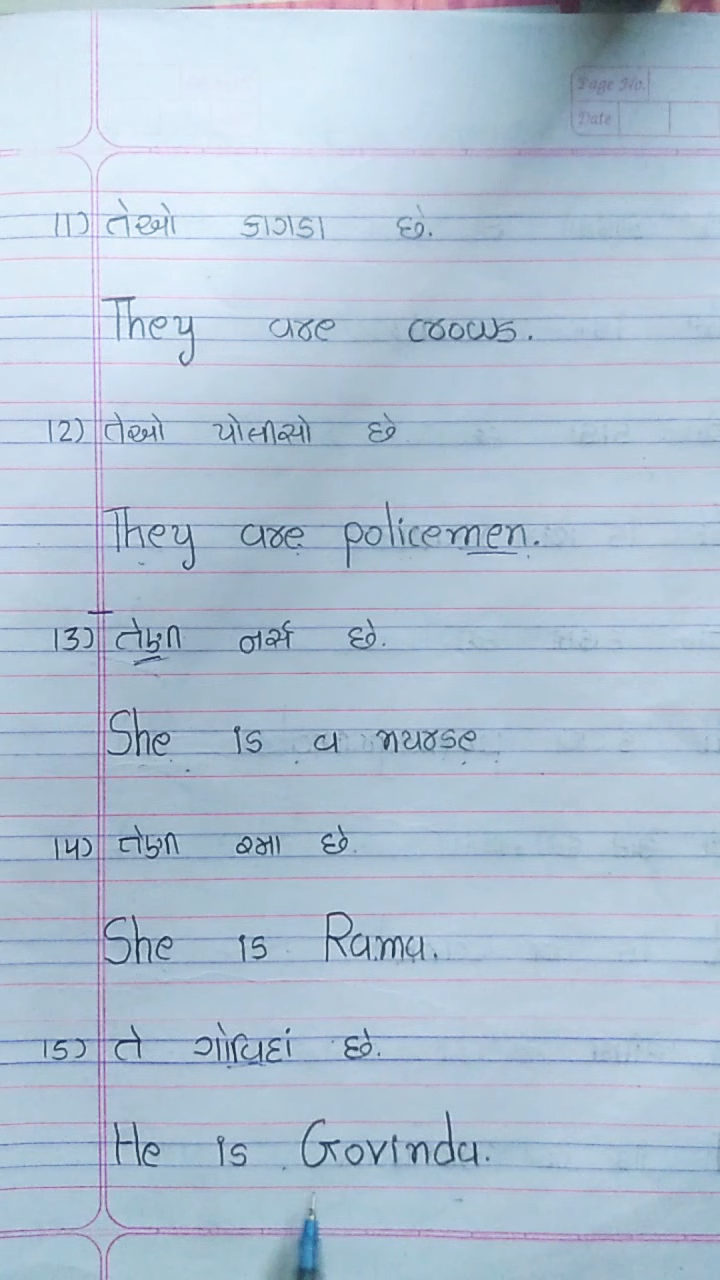 Page No.
Date
11) તેઓ કાગડા છે.
They are crows.
12) તેઓ પોલીસો છે
They are policemen.
13) તેણી નર્સ છે.
She is a nurse
14) તેણી રમા છે.
She is Rama.
15) તે ગોવિંદાં છે.
He is Govinda.